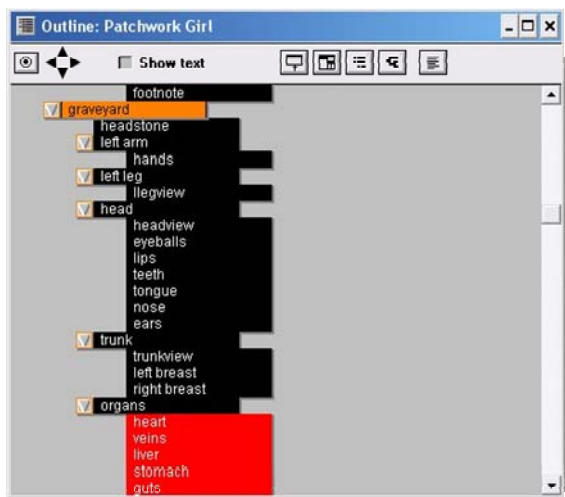 Outline: Patchwork Girl
Show text
footnote
graveyard
headstone
left arm
hands
left leg
llegview
head
headview
eyeballs
lips
teeth
tongue
nose
ears
trunk
trunkview
left breast
right breast
organs
heart
veins
liver
stomach
guts